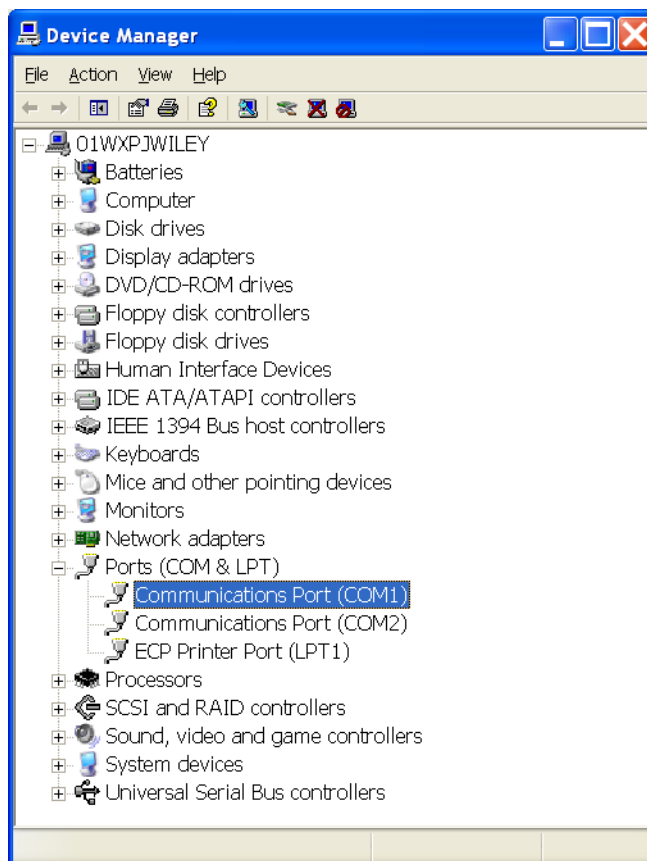 Device Manager
File Action View Help
01WXPJWILEY
Batteries
Computer
Disk drives
Display adapters
DVD/CD-ROM drives
Floppy disk controllers
Floppy disk drives
Human Interface Devices
IDE ATA/ATAPI controllers
IEEE 1394 Bus host controllers
Keyboards
Mice and other pointing devices
Monitors
Network adapters
Ports (COM & LPT)
Communications Port (COM1)
Communications Port (COM2)
ECP Printer Port (LPT1)
Processors
SCSI and RAID controllers
Sound, video and game controllers
System devices
Universal Serial Bus controllers